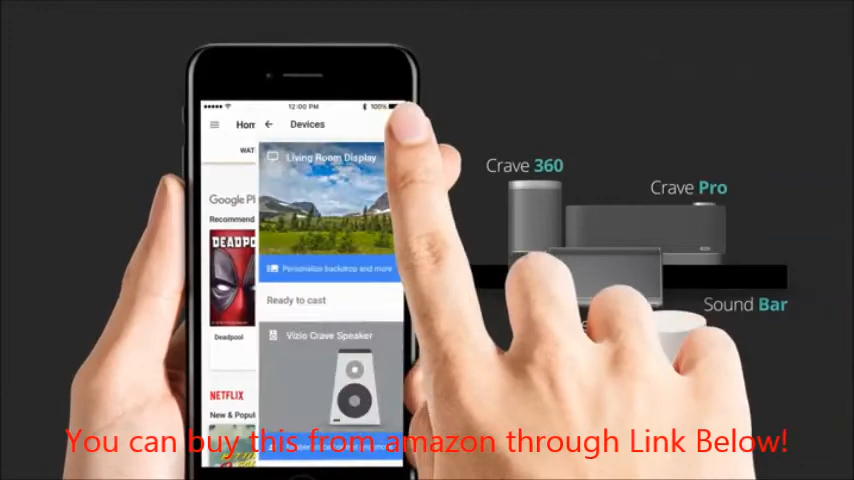 12:00 PM
100%
Hom
Devices
WAT
Living Room Display
Google Pl
Recommend
DEADPO
Personalize backdrop and more
Ready to cast
Deadpool
Vizio Crave Speaker
NETFLIX
New & Popul
Crave 360
Crave Pro
Sound Bar
You can buy this from amazon through Link Below!